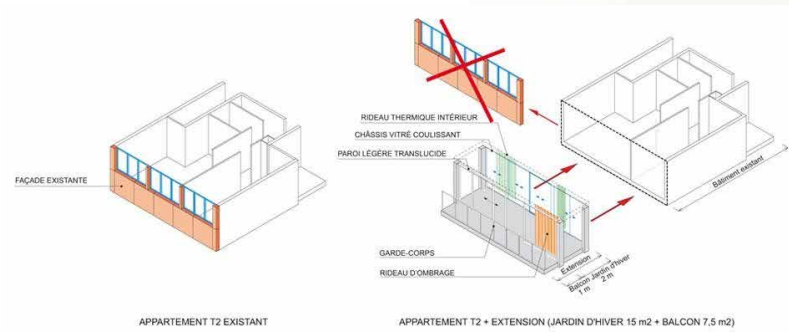 FAÇADE EXISTANTE
APPARTEMENT T2 EXISTANT
RIDEAU THERMIQUE INTÉRIEUR
CHÂSSIS VITRÉ COULISSANT
PAROI LÉGÈRE TRANSLUCIDE
GARDE-CORPS
RIDEAU D'OMBRAGE
Extension
Balcon Jardin d'hiver
1 m 2 m
Bâtiment existant
APPARTEMENT T2 + EXTENSION (JARDIN D'HIVER 15 m2 + BALCON 7,5 m2)